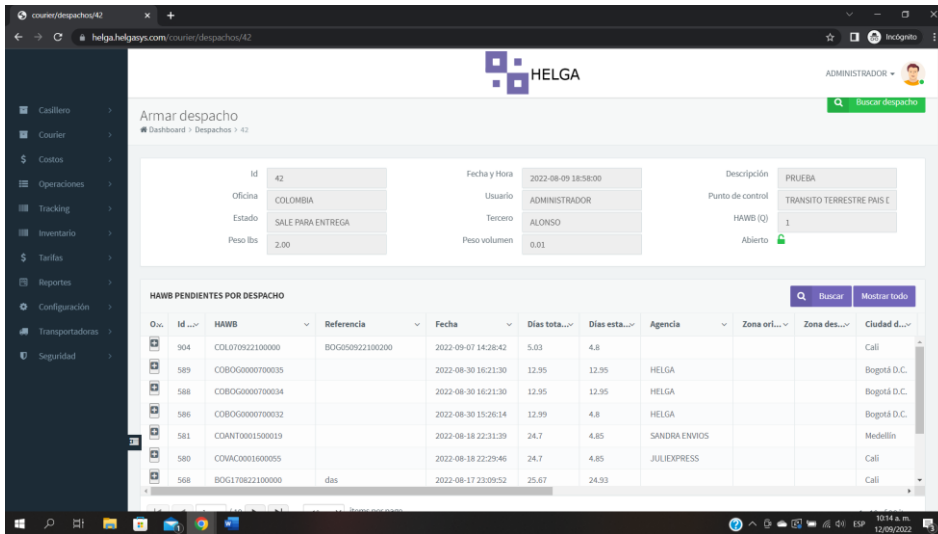 courier/despachos/42
helga.helgasys.com/courier/despachos/42
Incógnito
HELGA
ADMINISTRADOR
Casillero
Courier
Costos
Operaciones
Tracking
Inventario
Tarifas
Reportes
Configuración
Transportadoras
Seguridad
Armar despacho
Dashboard > Despachos > 42
Buscar despacho
Id 42 Fecha y Hora 2022-08-09 18:58:00 Descripción PRUEBA
Oficina COLOMBIA Usuario ADMINISTRADOR Punto de control TRANSITO TERRESTRE PAIS D
Estado SALE PARA ENTREGA Tercero ALONSO HAWB (Q) 1
Peso lbs 2.00 Peso volumen 0.01 Abierto
HAWB PENDIENTES POR DESPACHO
Buscar Mostrar todo
O... Id ... HAWB Referencia Fecha Días tota... Días esta... Agencia Zona ori... Zona des... Ciudad d...
904 COL070922100000 BOG050922100200 2022-09-07 14:28:42 5.03 4.8 Cali
589 COBOG0000700035 2022-08-30 16:21:30 12.95 12.95 HELGA Bogotá D.C.
588 COBOG0000700034 2022-08-30 16:21:30 12.95 12.95 HELGA Bogotá D.C.
586 COBOG0000700032 2022-08-30 15:26:14 12.99 4.8 HELGA Bogotá D.C.
581 COANT0001500019 2022-08-18 22:31:39 24.7 4.85 SANDRA ENVIOS Medellín
580 COVAC0001600055 2022-08-18 22:29:46 24.7 4.85 JULIEXPRESS Cali
568 BOG170822100000 das 2022-08-17 23:09:52 25.67 24.93 Cali
items per page
ESP
10:14 a. m.
12/09/2022